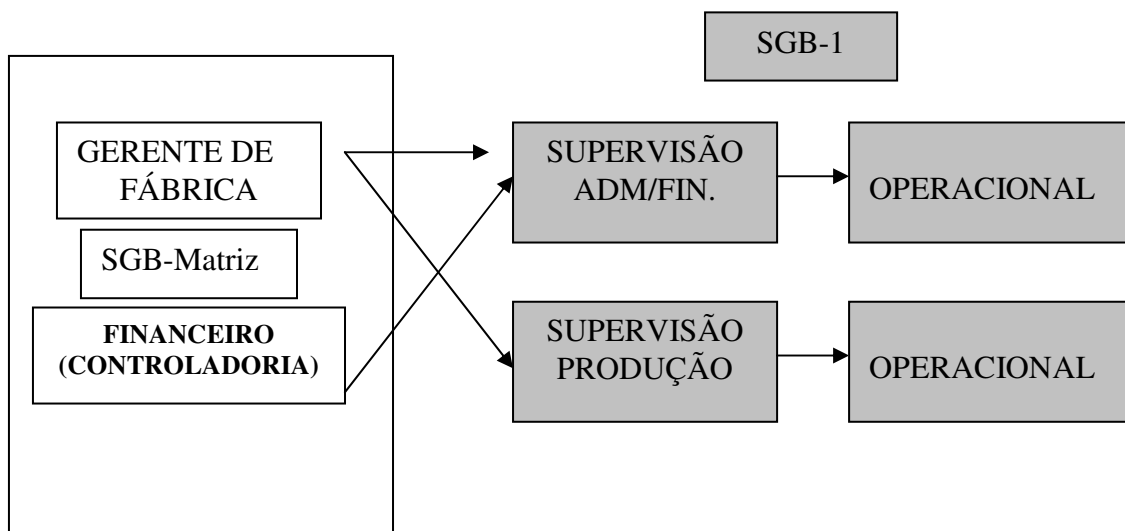 SGB-1
GERENTE DE
FÁBRICA
SGB-Matriz
FINANCEIRO
(CONTROLADORIA)
SUPERVISÃO
ADM/FIN.
OPERACIONAL
SUPERVISÃO
PRODUÇÃO
OPERACIONAL